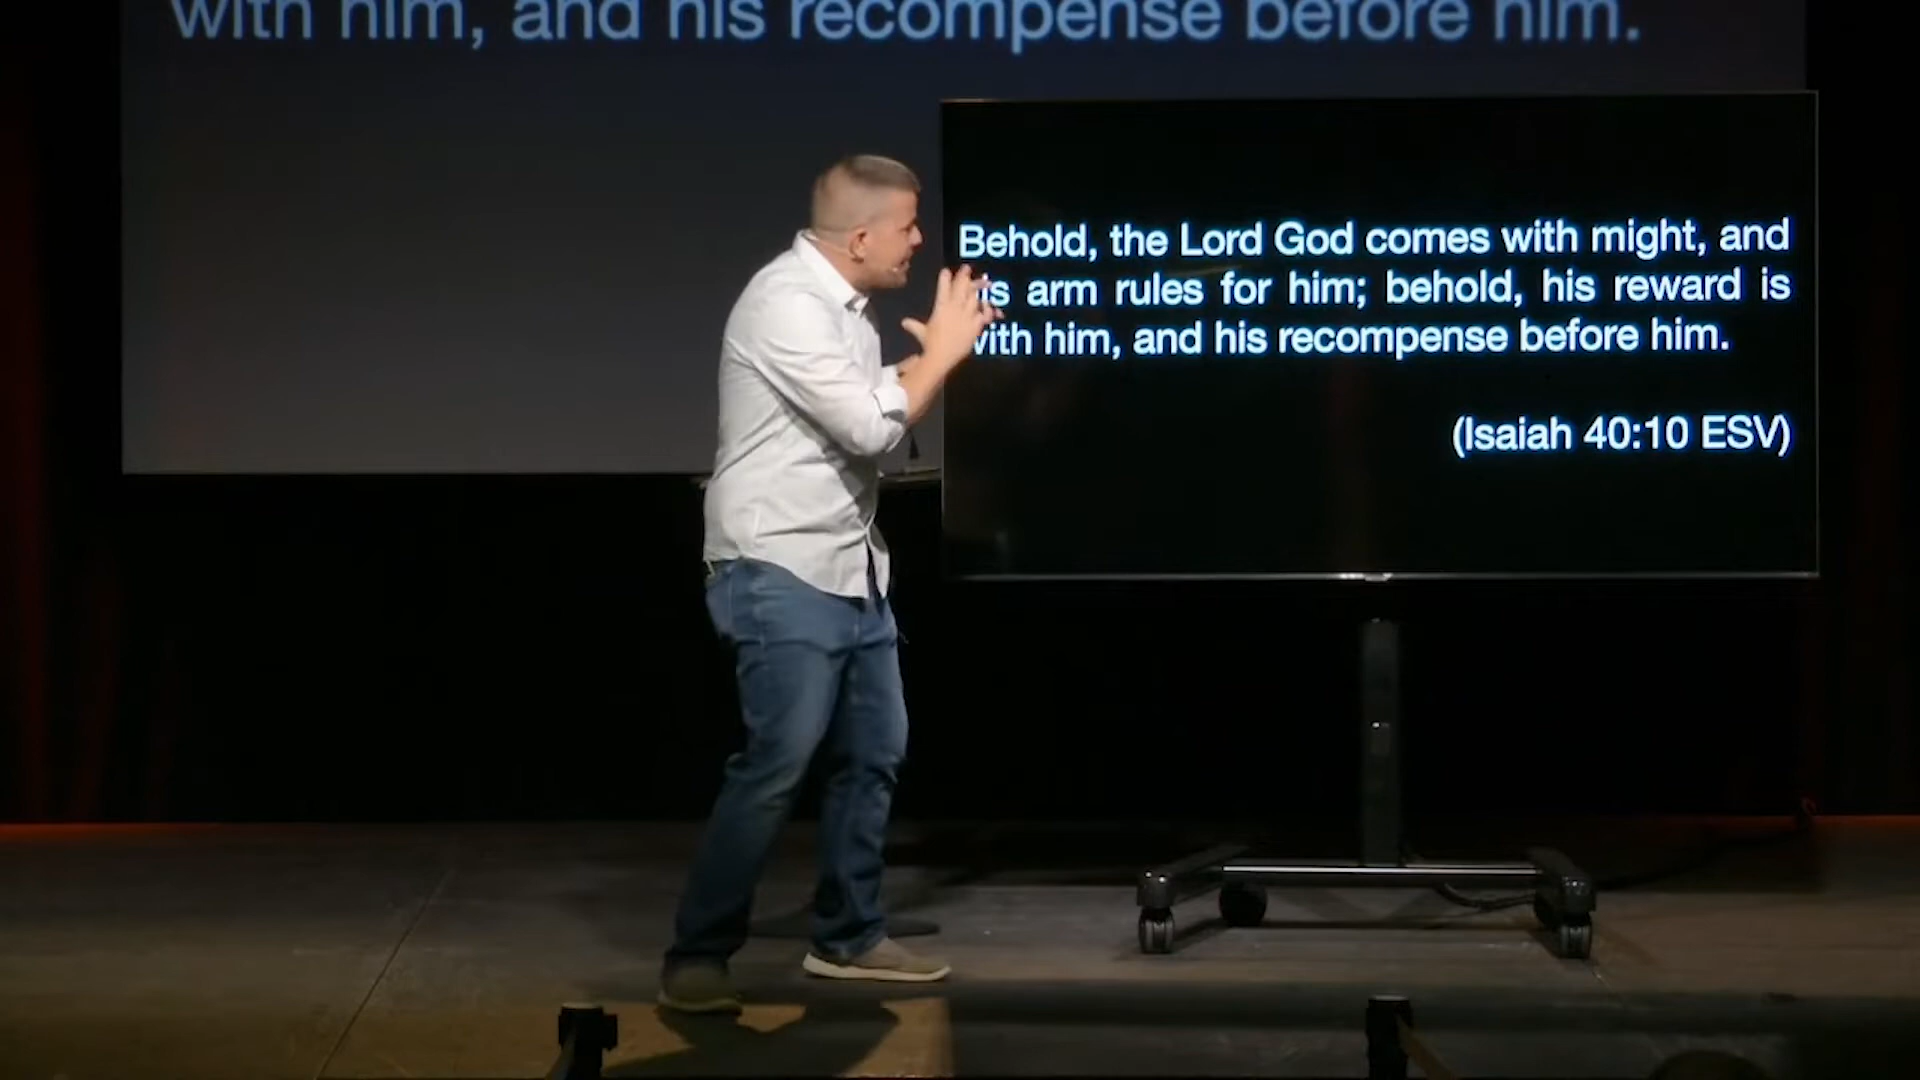 with him, and his recompense before him.
Behold, the Lord God comes with might, and
arm rules for him; behold, his reward is
with him, and his recompense before him.
(Isaiah 40:10 ESV)